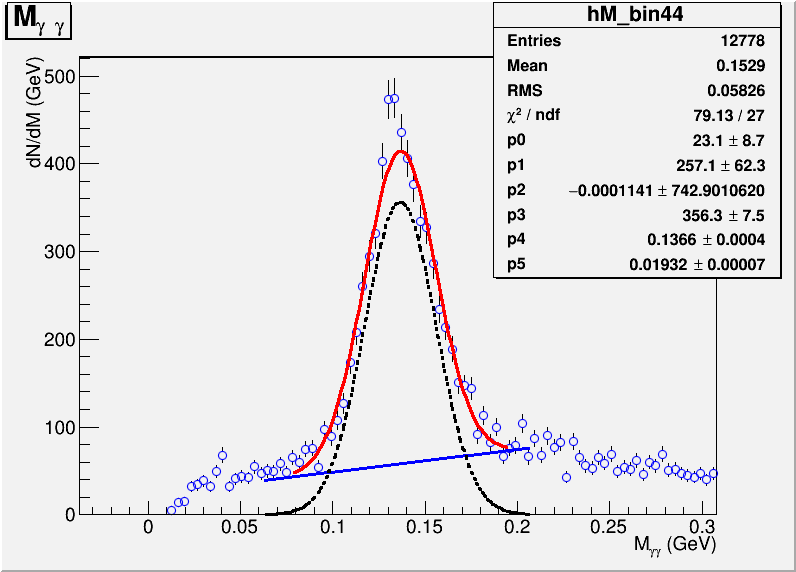 M γ γ
hM_bin44
Entries 12778
Mean 0.1529
RMS 0.05826
χ² / ndf 79.13 / 27
p0 23.1 ± 8.7
p1 257.1 ± 62.3
p2 −0.0001141 ± 742.9010620
p3 356.3 ± 7.5
p4 0.1366 ± 0.0004
p5 0.01932 ± 0.00007
dN/dM (GeV)
500
400
300
200
100
0
0 0.05 0.1 0.15 0.2 0.25 0.3
Mγγ (GeV)